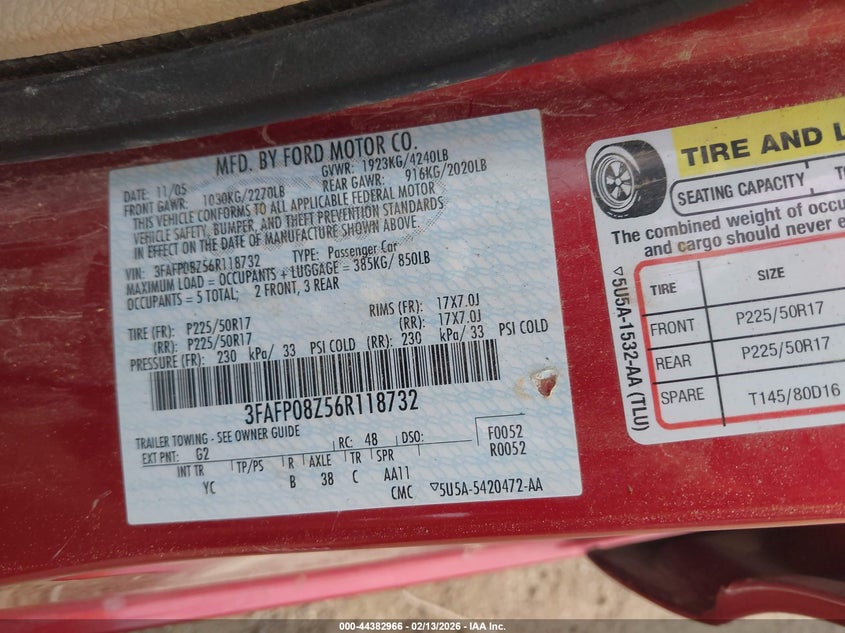 MFD. BY FORD MOTOR CO.
DATE: 11/05 GVWR: 1923KG/4240LB
FRONT GAWR: 1030KG/2270LB REAR GAWR: 916KG/2020LB
THIS VEHICLE CONFORMS TO ALL APPLICABLE FEDERAL MOTOR
VEHICLE SAFETY, BUMPER, AND THEFT PREVENTION STANDARDS
IN EFFECT ON THE DATE OF MANUFACTURE SHOWN ABOVE.
VIN: 3FAFP08Z56R118732 TYPE: Passenger Car
MAXIMUM LOAD = OCCUPANTS + LUGGAGE = 385KG/ 850LB
OCCUPANTS = 5 TOTAL; 2 FRONT, 3 REAR
TIRE (FR): P225/50R17 RIMS (FR): 17X7.0J
(RR): P225/50R17 (RR): 17X7.0J
PRESSURE (FR): 230 kPa/ 33 PSI COLD (RR): 230 kPa/ 33 PSI COLD
3FAFP08Z56R118732
TRAILER TOWING - SEE OWNER GUIDE
EXT PNT: G2 RC: 48 DSO: F0052
R0052
INT TR TP/PS R AXLE TR SPR
YC B 38 C AA11
CMC ▽5U5A-5420472-AA
TIRE AND L
SEATING CAPACITY TO
The combined weight of occu
and cargo should never e
TIRE SIZE
FRONT P225/50R17
REAR P225/50R17
SPARE T145/80D16
▽5U5A-1532-AA (TLU)
000-44382966 - 02/13/2026 - IAA Inc.